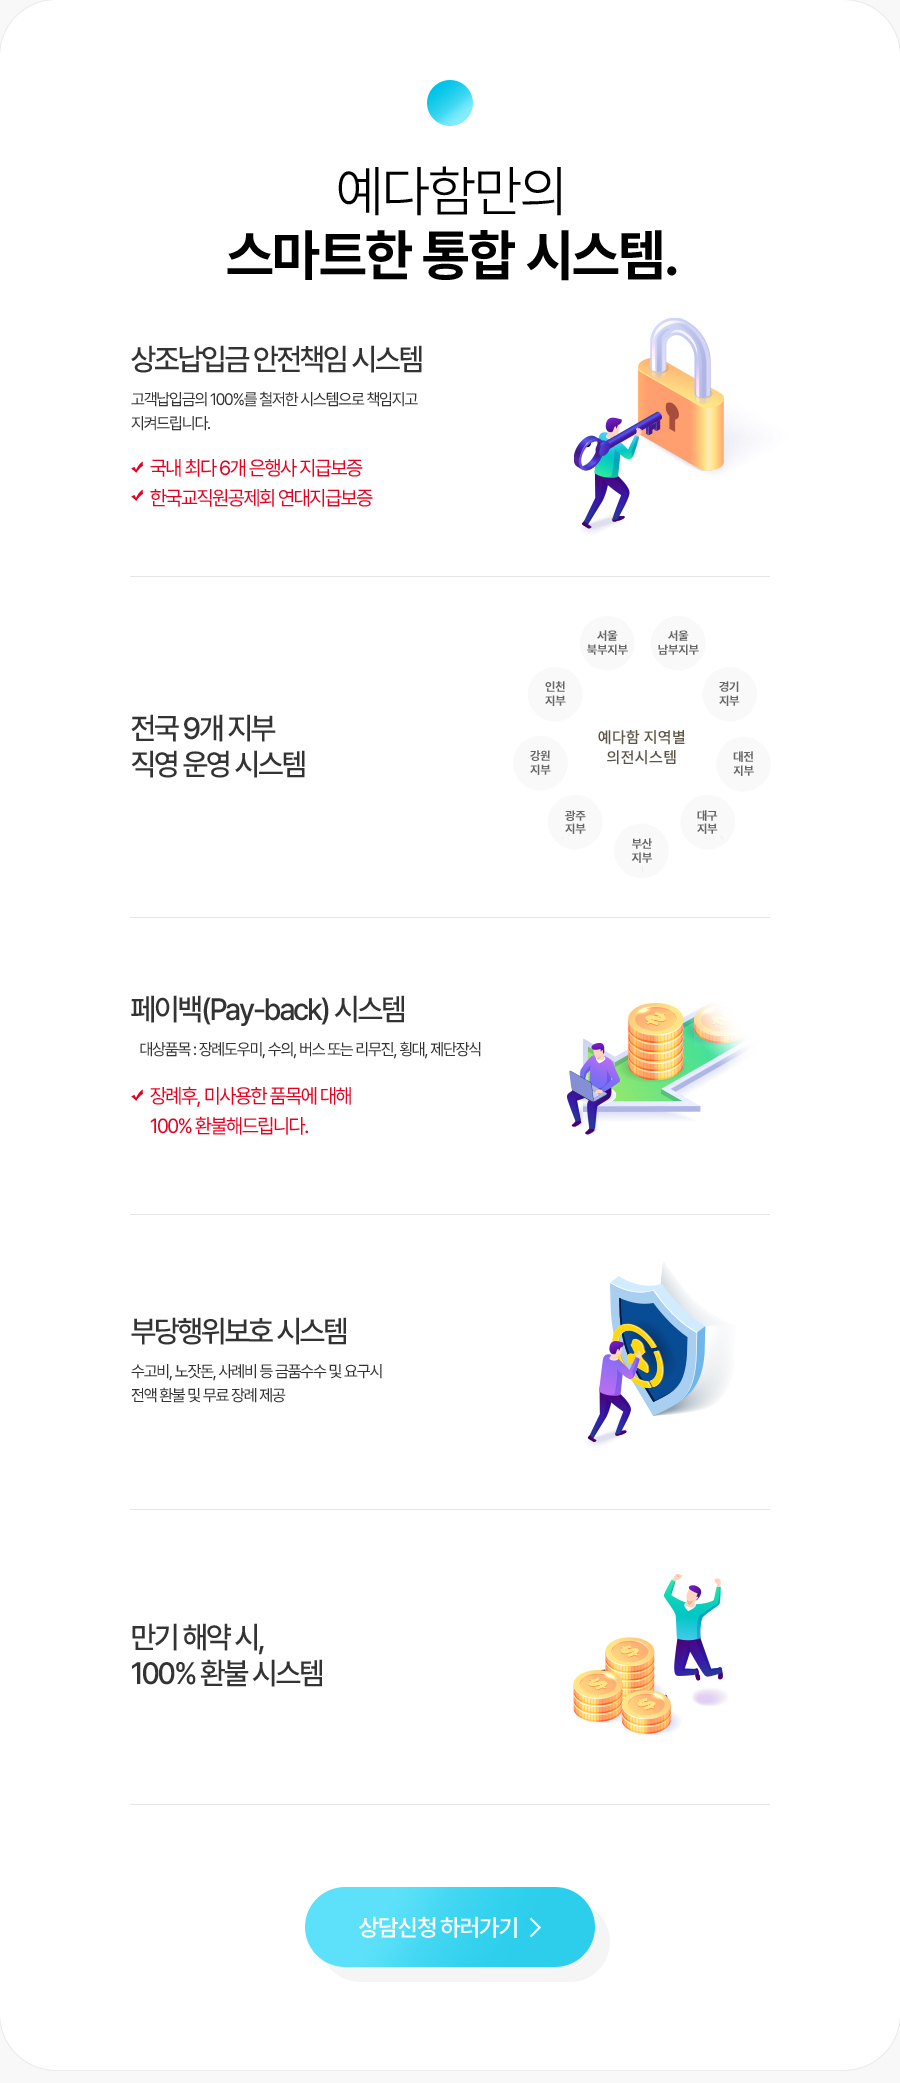 예다함만의
스마트한 통합 시스템.
상조납입금 안전책임 시스템
고객납입금의 100%를 철저한 시스템으로 책임지고
지켜드립니다.
국내 최다 6개 은행사 지급보증
한국교직원공제회 연대지급보증
전국 9개 지부
직영 운영 시스템
서울
북부지부
서울
남부지부
인천
지부
경기
지부
예다함 지역별
의전시스템
강원
지부
대전
지부
광주
지부
대구
지부
부산
지부
페이백(Pay-back) 시스템
대상품목 : 장례도우미, 수의, 버스 또는 리무진, 횡대, 제단장식
장례후, 미사용한 품목에 대해
100% 환불해드립니다.
부당행위보호 시스템
수고비, 노잣돈, 사례비 등 금품수수 및 요구시
전액 환불 및 무료 장례 제공
만기 해약 시,
100% 환불 시스템
상담신청 하러가기